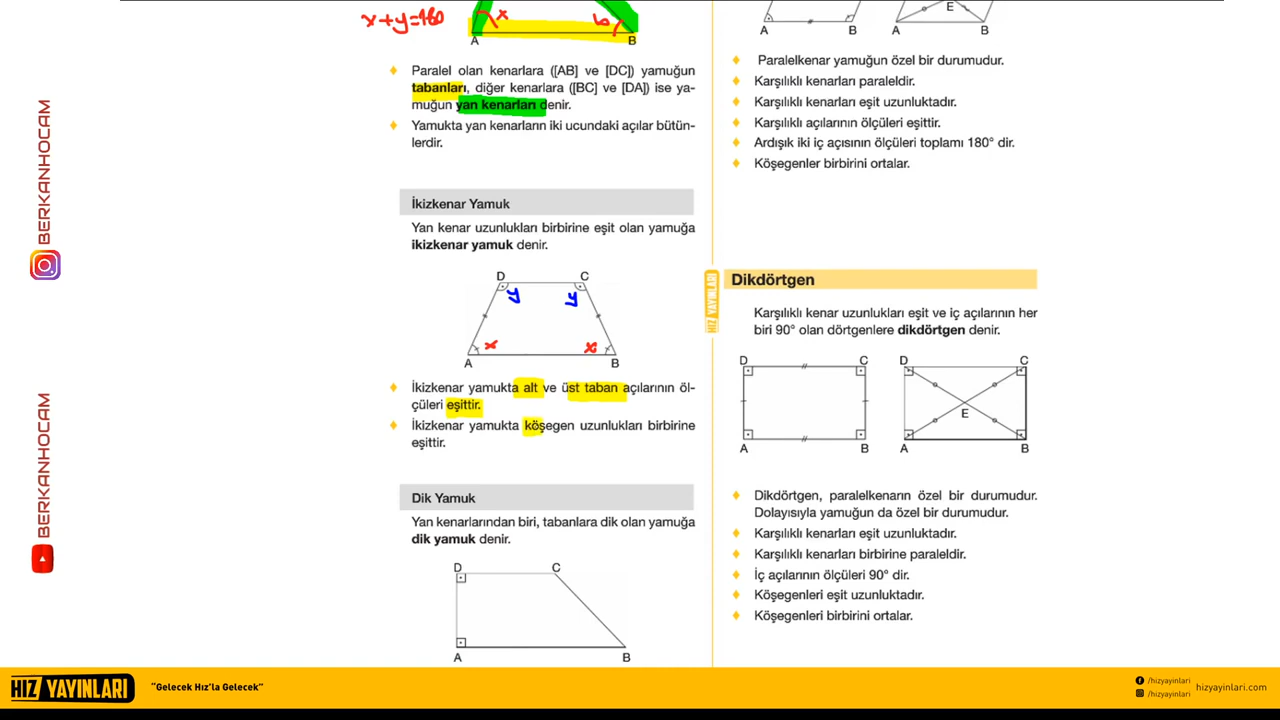 BERKANHOCAM
BERKANHOCAM
x+y=180
x
y
A
B
♦ Paralel olan kenarlara ([AB] ve [DC]) yamuğun
tabanları, diğer kenarlara ([BC] ve [DA]) ise ya-
muğun yan kenarları denir.
♦ Yamukta yan kenarların iki ucundaki açılar bütün-
lerdir.
İkizkenar Yamuk
Yan kenar uzunlukları birbirine eşit olan yamuğa
ikizkenar yamuk denir.
D C
y y
x x
A B
♦ İkizkenar yamukta alt ve üst taban açılarının öl-
çüleri eşittir.
♦ İkizkenar yamukta köşegen uzunlukları birbirine
eşittir.
Dik Yamuk
Yan kenarlarından biri, tabanlara dik olan yamuğa
dik yamuk denir.
D C
A B
E
A B A B
♦ Paralelkenar yamuğun özel bir durumudur.
♦ Karşılıklı kenarları paraleldir.
♦ Karşılıklı kenarları eşit uzunluktadır.
♦ Karşılıklı açılarının ölçüleri eşittir.
♦ Ardışık iki iç açısının ölçüleri toplamı 180° dir.
♦ Köşegenler birbirini ortalar.
HIZ YAYINLARI
Dikdörtgen
Karşılıklı kenar uzunlukları eşit ve iç açılarının her
biri 90° olan dörtgenlere dikdörtgen denir.
D C D C
E
A B A B
♦ Dikdörtgen, paralelkenarın özel bir durumudur.
Dolayısıyla yamuğun da özel bir durumudur.
♦ Karşılıklı kenarları eşit uzunluktadır.
♦ Karşılıklı kenarları birbirine paraleldir.
♦ İç açılarının ölçüleri 90° dir.
♦ Köşegenleri eşit uzunluktadır.
♦ Köşegenleri birbirini ortalar.
HIZ YAYINLARI
"Gelecek Hız'la Gelecek"
/hizyayinlari
/hizyayinlari
hizyayinlari.com